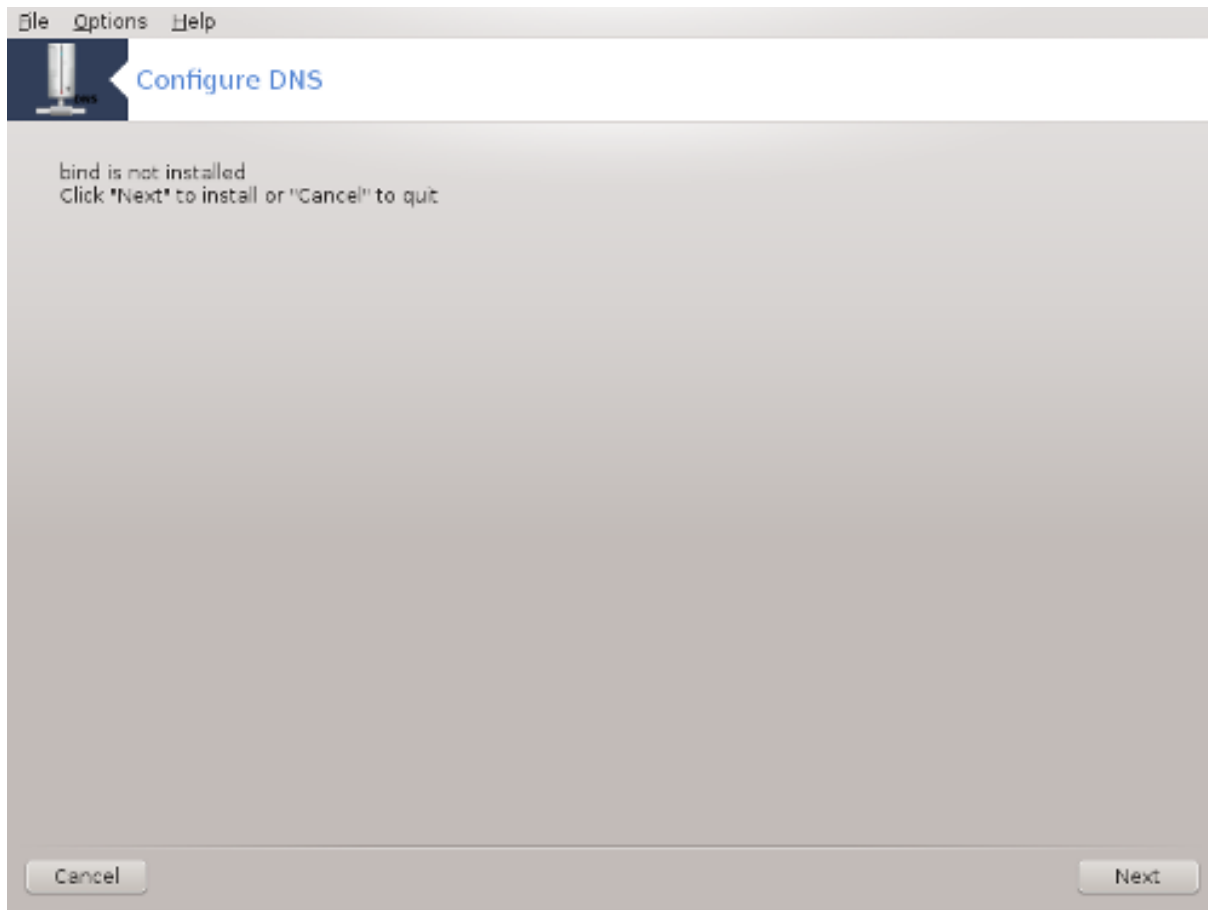 File Options Help
DNS
Configure DNS
bind is not installed
Click "Next" to install or "Cancel" to quit
Cancel
Next